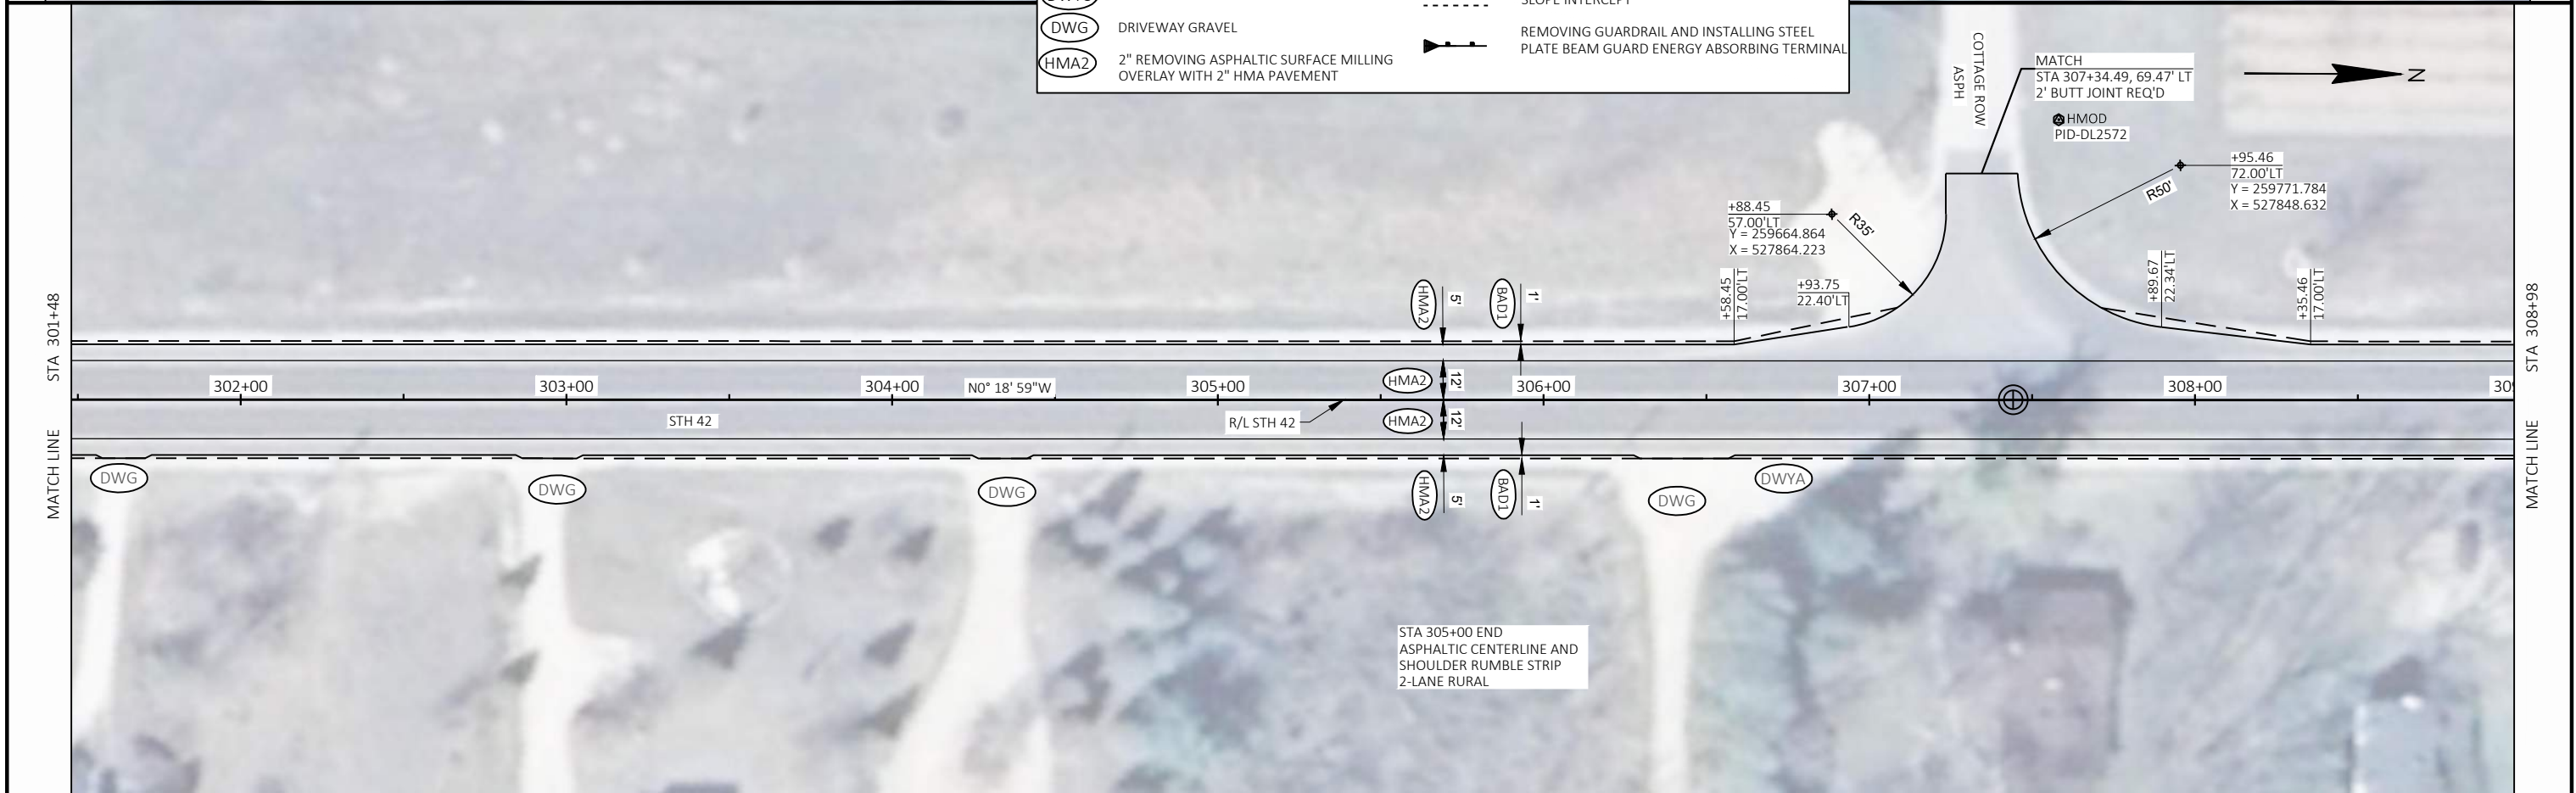 DWG
DRIVEWAY GRAVEL
HMA2
2" REMOVING ASPHALTIC SURFACE MILLING
OVERLAY WITH 2" HMA PAVEMENT
REMOVING GUARDRAIL AND INSTALLING STEEL
PLATE BEAM GUARD ENERGY ABSORBING TERMINAL
COTTAGE ROW
ASPH
MATCH
STA 307+34.49, 69.47' LT
2' BUTT JOINT REQ'D
HMOD
PID-DL2572
N
+95.46
72.00'LT
Y = 259771.784
X = 527848.632
R50'
+88.45
57.00'LT
Y = 259664.864
X = 527864.223
R35'
+58.45
17.00'LT
+93.75
22.40'LT
+89.67
22.34'LT
+35.46
17.00'LT
HMA2
5'
BAD1
1'
STA 301+48
MATCH LINE
302+00
303+00
304+00
N0° 18' 59"W
305+00
HMA2
12'
306+00
307+00
308+00
STH 42
R/L STH 42
HMA2
12'
STA 308+98
MATCH LINE
DWG
DWG
DWG
HMA2
5'
BAD1
1'
DWG
DWYA
STA 305+00 END
ASPHALTIC CENTERLINE AND
SHOULDER RUMBLE STRIP
2-LANE RURAL